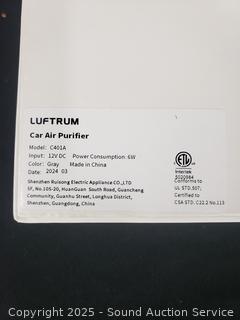 LUFTRUM
Car Air Purifier
Model: C401A
Input: 12V DC Power Consumption: 6W
Color: Gray Made in China
Date: 2024 03
Shenzhen Ruisong Electric Appliance CO.,LTD
5F, No.105-20, HuanGuan South Road, Guancheng
Community, Guanhu Street, Longhua District,
Shenzhen, Guangdong, China
ETL
Intertek
5020984
Conforms to
UL STD.507;
Certified to
CSA STD. C22.2 No.113
Copyright 2025 - Sound Auction Service